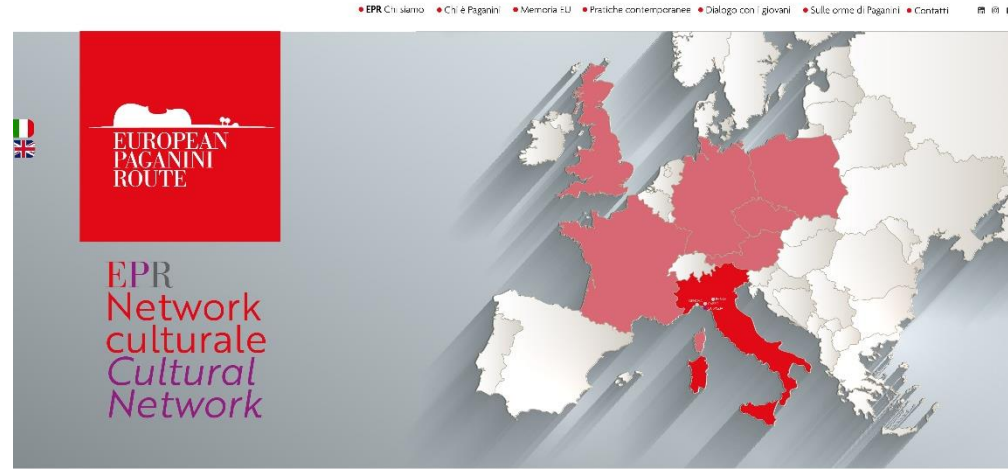 EPR Chi siamo Chi è Paganini Memoria EU Pratiche contemporanee Dialogo con i giovani Sulle orme di Paganini Contatti
EUROPEAN
PAGANINI
ROUTE
EPR
Network
culturale
Cultural
Network